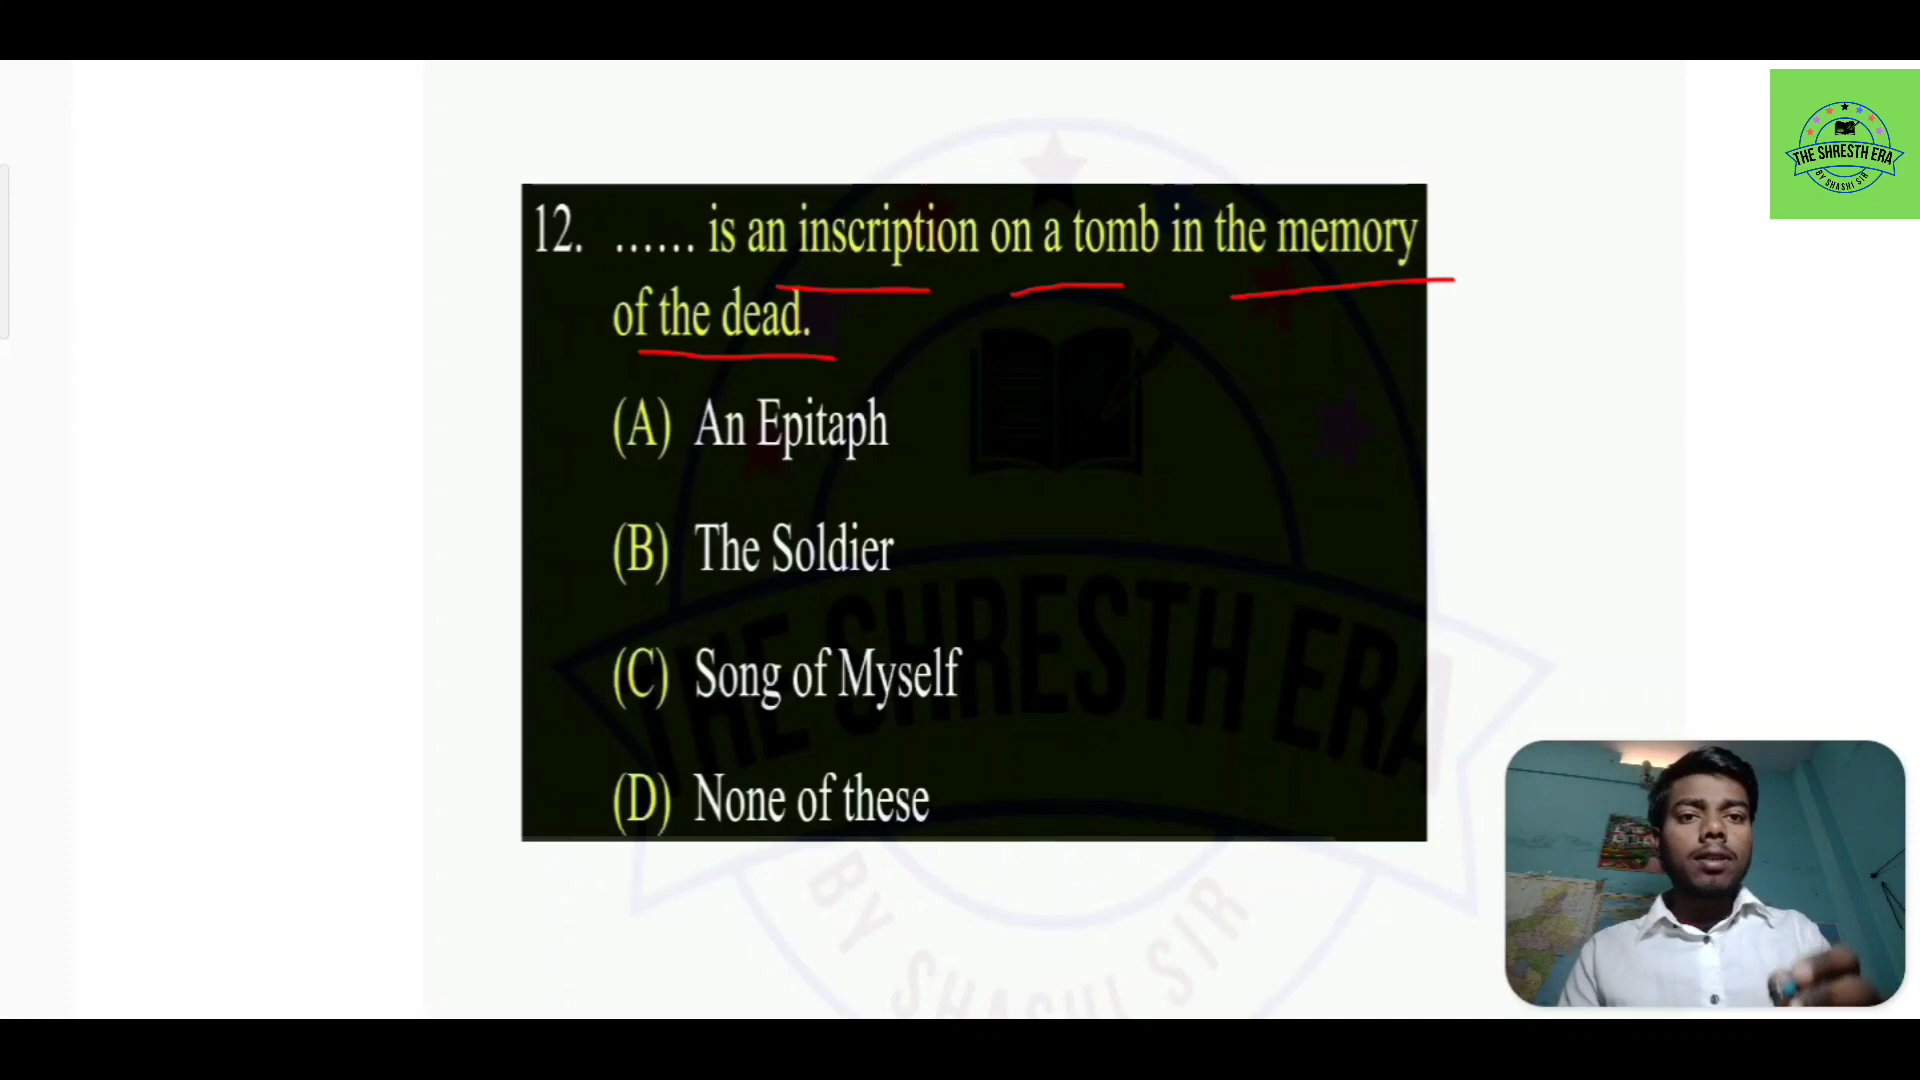 THE SHRESTH ERA
BY SHASHI SIR
12. ...... is an inscription on a tomb in the memory
of the dead.
(A) An Epitaph
(B) The Soldier
(C) Song of Myself
(D) None of these
THE SHRESTH ERA
BY SHASHI SIR